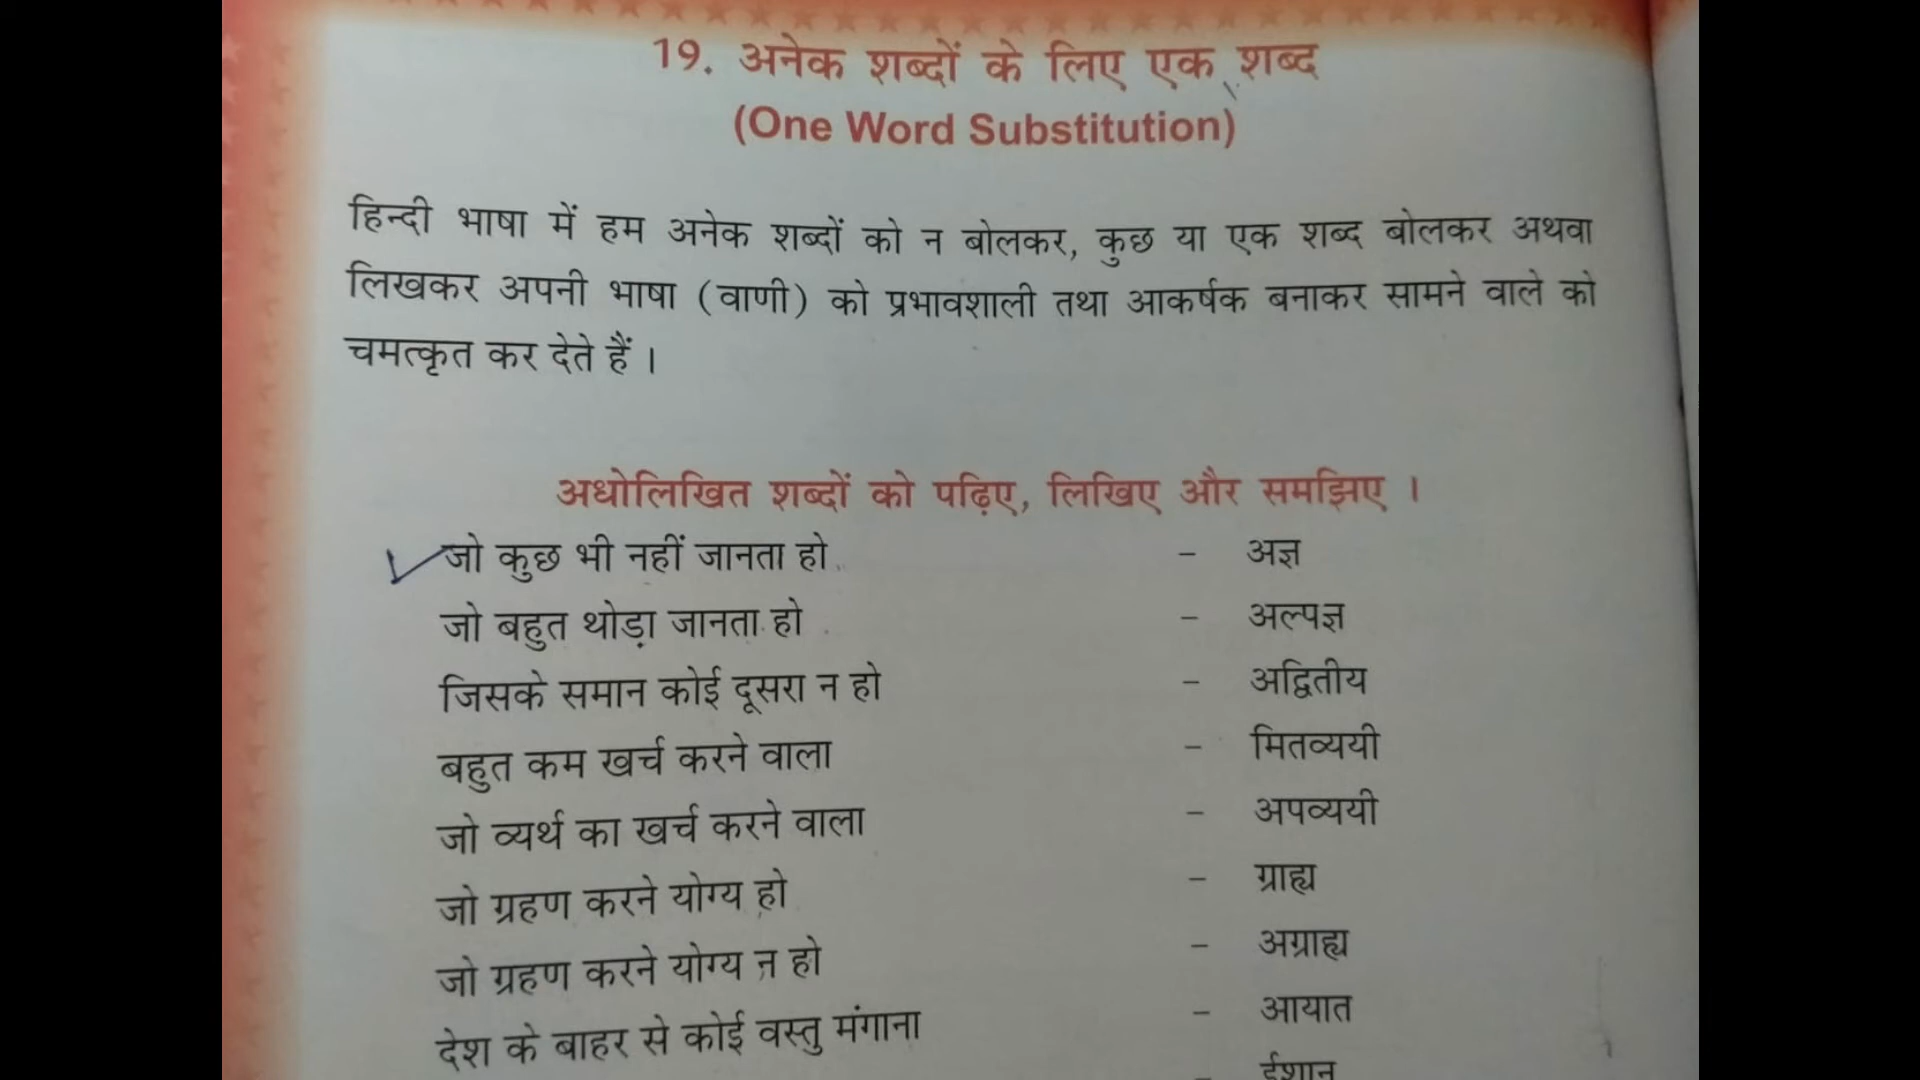 19. अनेक शब्दों के लिए एक शब्द
(One Word Substitution)
हिन्दी भाषा में हम अनेक शब्दों को न बोलकर, कुछ या एक शब्द बोलकर अथवा
लिखकर अपनी भाषा (वाणी) को प्रभावशाली तथा आकर्षक बनाकर सामने वाले को
चमत्कृत कर देते हैं ।
अधोलिखित शब्दों को पढ़िए, लिखिए और समझिए ।
जो कुछ भी नहीं जानता हो - अज्ञ
जो बहुत थोड़ा जानता हो - अल्पज्ञ
जिसके समान कोई दूसरा न हो - अद्वितीय
बहुत कम खर्च करने वाला - मितव्ययी
जो व्यर्थ का खर्च करने वाला - अपव्ययी
जो ग्रहण करने योग्य हो - ग्राह्य
जो ग्रहण करने योग्य न हो - अग्राह्य
देश के बाहर से कोई वस्तु मंगाना - आयात
- ईशान